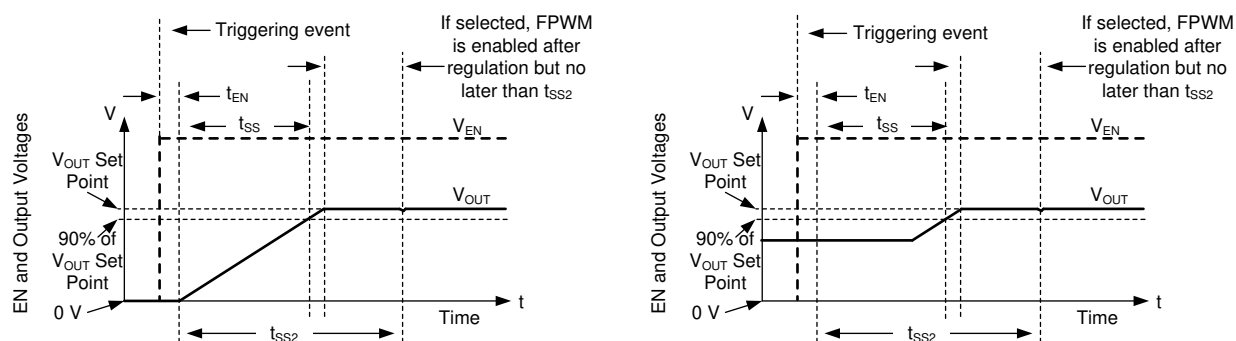 Triggering event
If selected, FPWM
is enabled after
regulation but no
later than tSS2
tEN
tSS
V
VEN
VOUT Set
Point
VOUT
90% of
VOUT Set
Point
0 V
t
Time
tSS2
EN and Output Voltages
Triggering event
If selected, FPWM
is enabled after
regulation but no
later than tSS2
tEN
tSS
V
VEN
VOUT Set
Point
VOUT
90% of
VOUT Set
Point
0 V
t
Time
tSS2
EN and Output Voltages